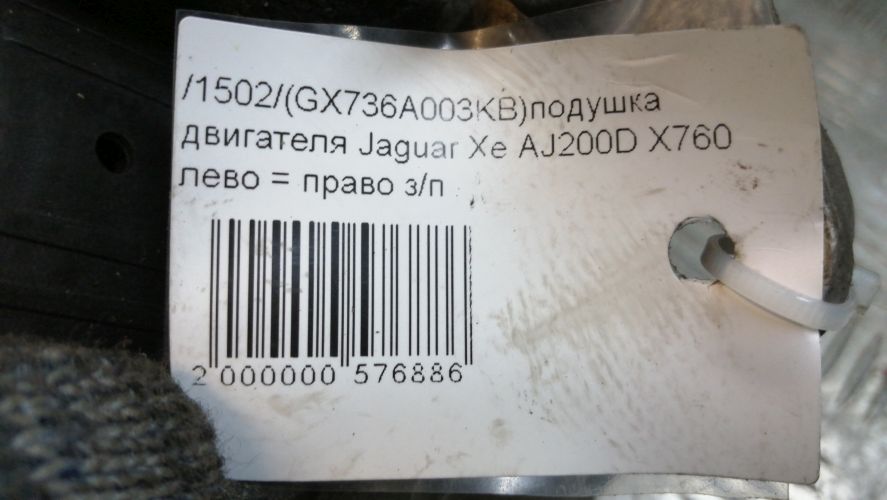 /1502/(GX736A003KB)подушка
двигателя Jaguar Xe AJ200D X760
лево = право з/п
2 000000 576886